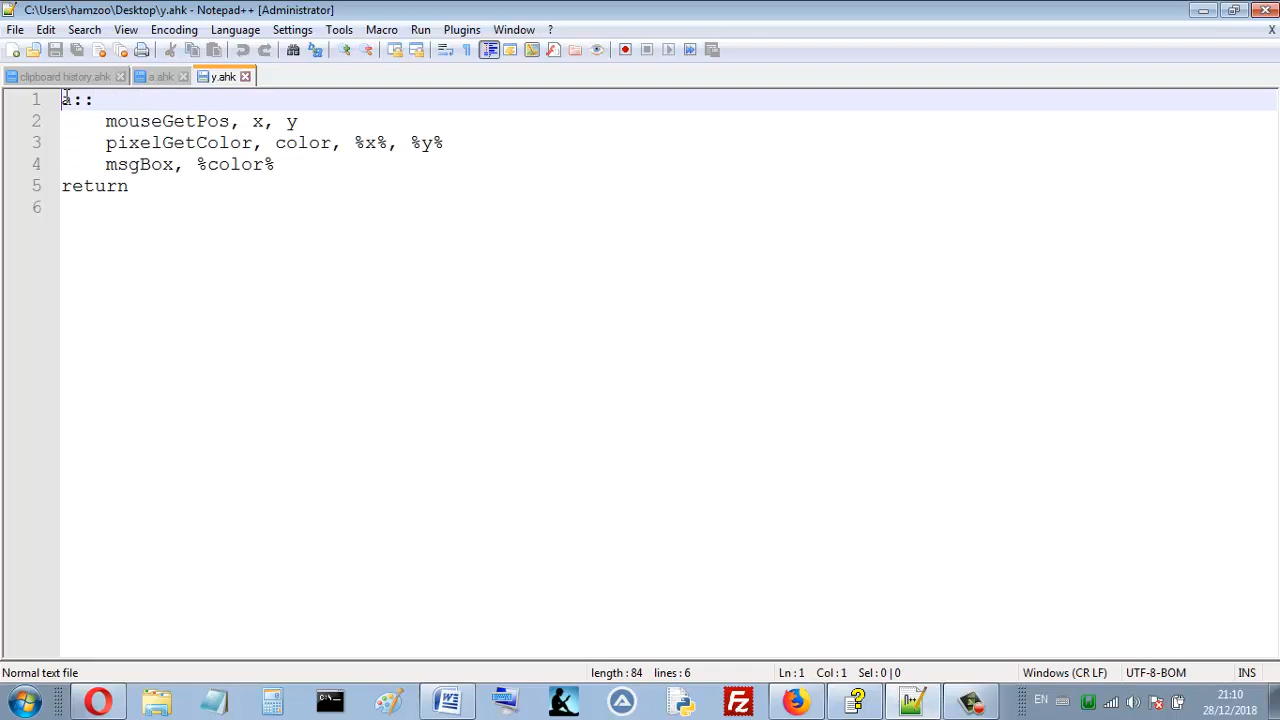 C:\Users\hamzoo\Desktop\y.ahk - Notepad++ [Administrator]
File Edit Search View Encoding Language Settings Tools Macro Run Plugins Window ? X
clipboard history.ahk a.ahk y.ahk
1 a::
2 mouseGetPos, x, y
3 pixelGetColor, color, %x%, %y%
4 msgBox, %color%
5 return
6
Normal text file length : 84 lines : 6 Ln : 1 Col : 1 Sel : 0 | 0 Windows (CR LF) UTF-8-BOM INS
EN 21:10
28/12/2018